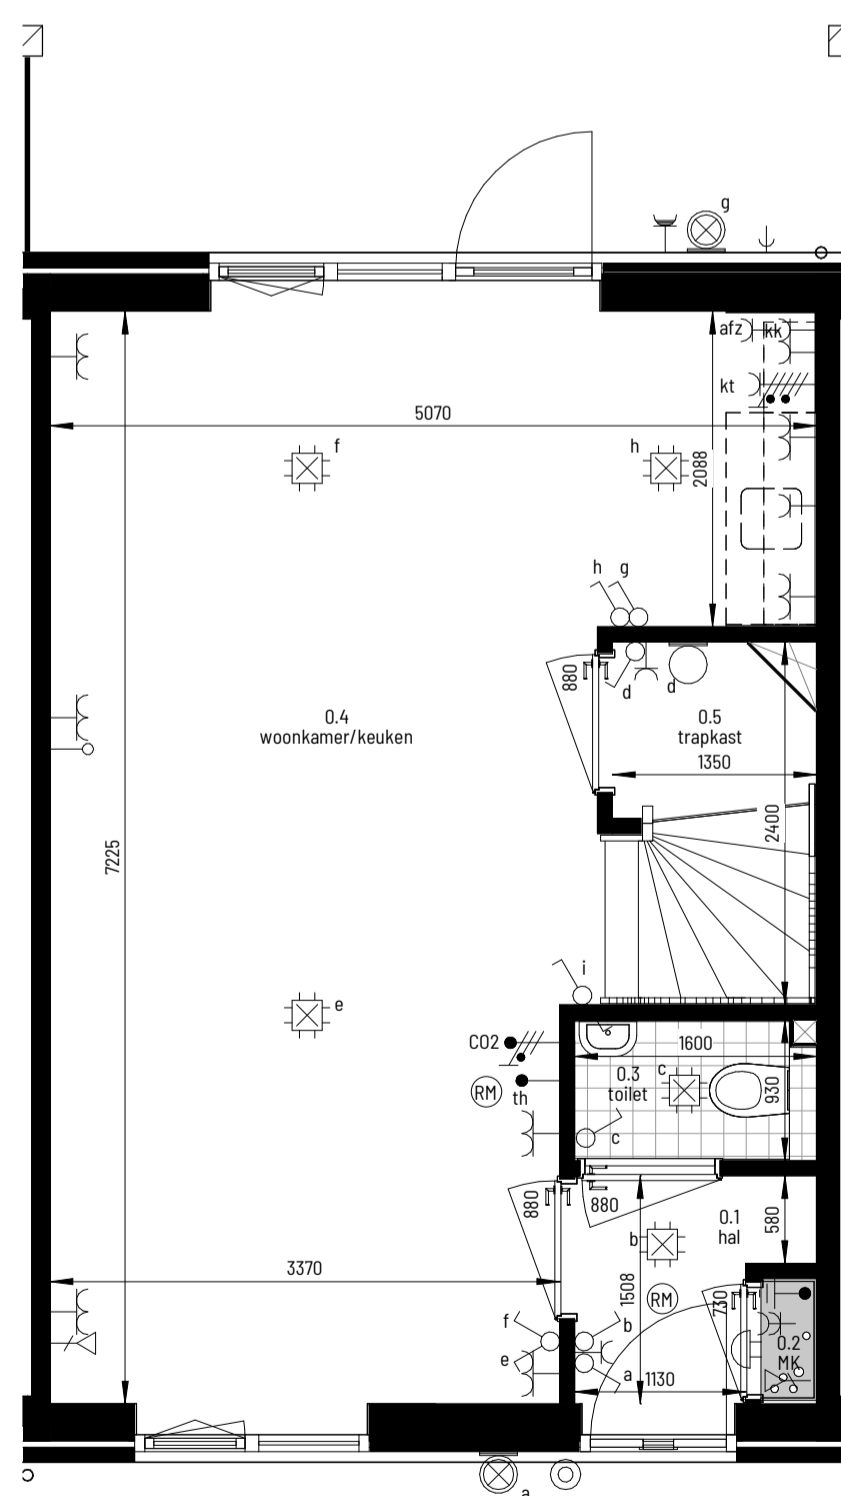 g
afz
kk
kt
5070
f
h
2088
h
g
880
d
d
0.4
woonkamer/keuken
0.5
trapkast
1350
2400
7225
i
e
CO2
1600
0.3
toilet
c
930
RM
th
c
880
880
0.1
hal
580
b
3370
1508
RM
730
f
b
0.2
MK
e
a
1130
a